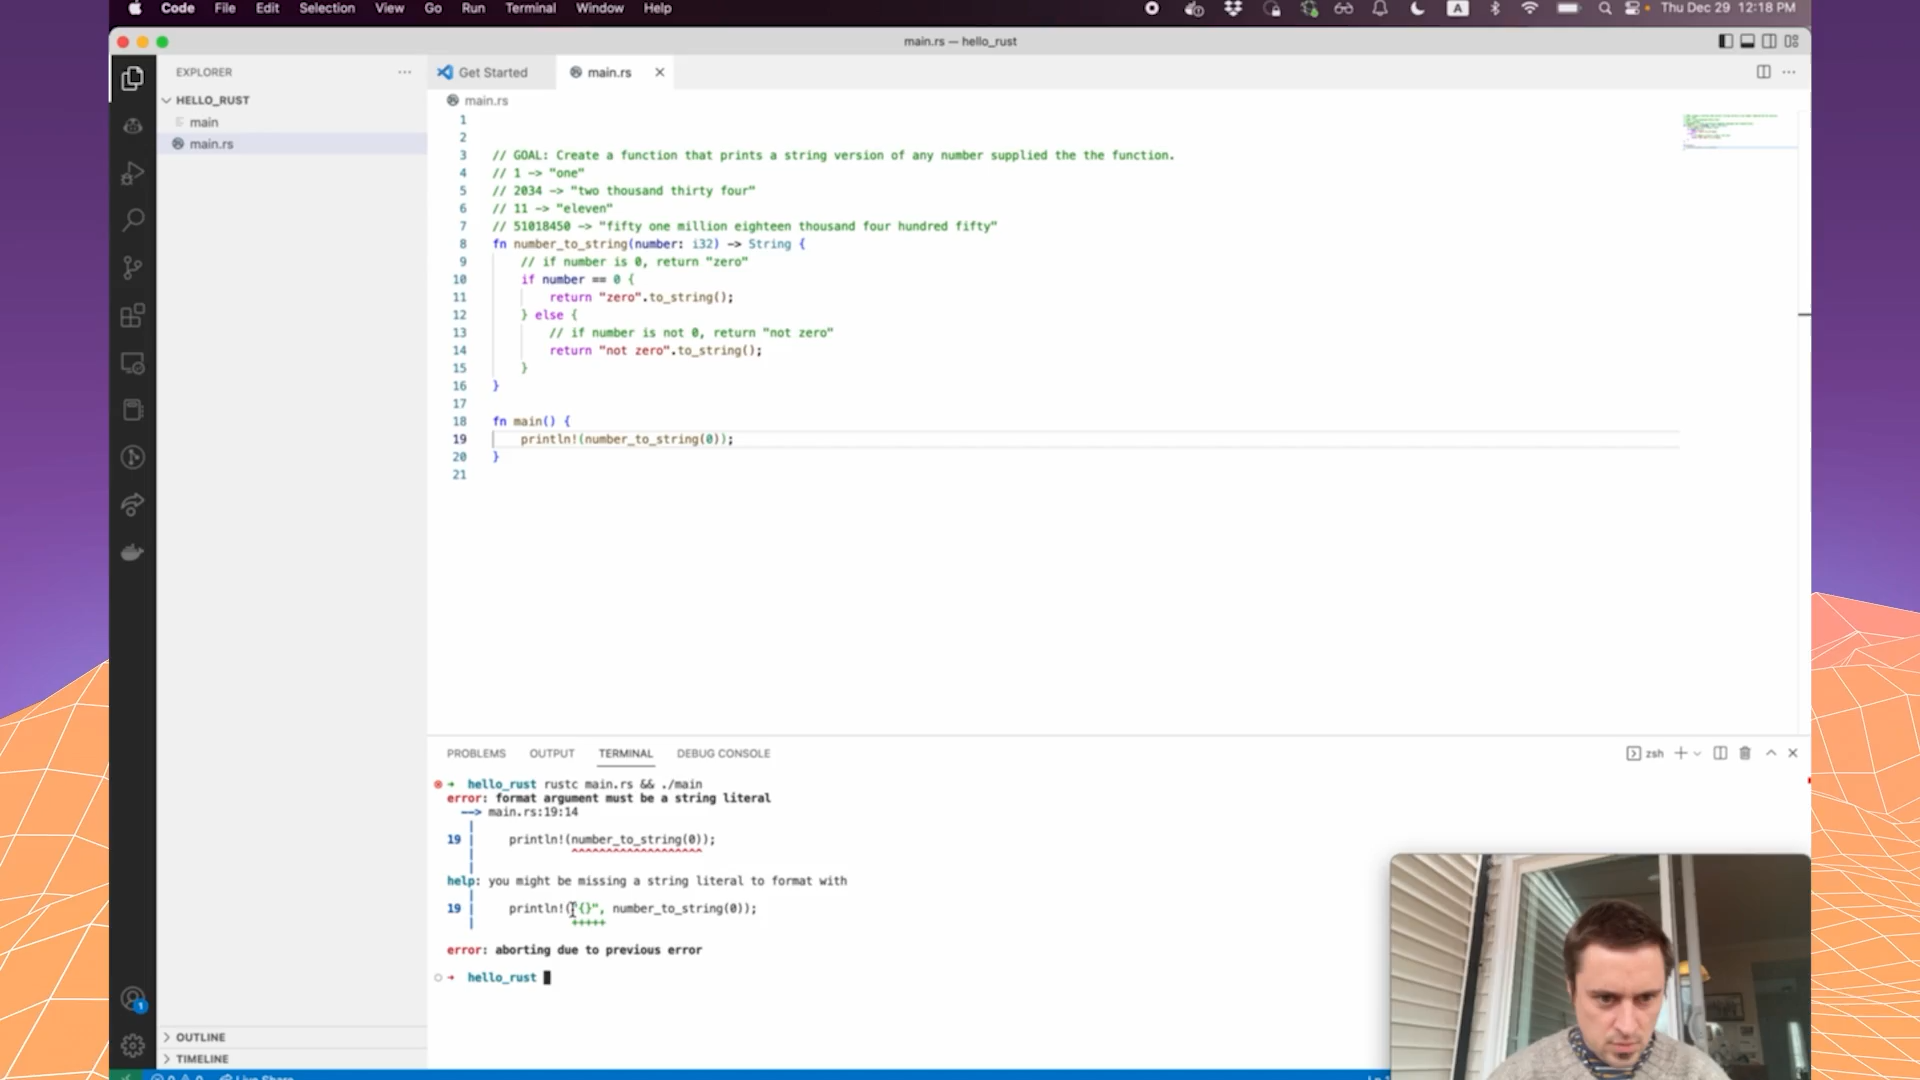 Code File Edit Selection View Go Run Terminal Window Help A Thu Dec 29 12:18 PM
main.rs — hello_rust
EXPLORER
HELLO_RUST
main
main.rs
OUTLINE
TIMELINE
Get Started main.rs
main.rs
1
2
3 // GOAL: Create a function that prints a string version of any number supplied the the function.
4 // 1 -> "one"
5 // 2034 -> "two thousand thirty four"
6 // 11 -> "eleven"
7 // 51018450 -> "fifty one million eighteen thousand four hundred fifty"
8 fn number_to_string(number: i32) -> String {
9 // if number is 0, return "zero"
10 if number == 0 {
11 return "zero".to_string();
12 } else {
13 // if number is not 0, return "not zero"
14 return "not zero".to_string();
15 }
16 }
17
18 fn main() {
19 println!(number_to_string(0));
20 }
21
PROBLEMS OUTPUT TERMINAL DEBUG CONSOLE zsh
→ hello_rust rustc main.rs && ./main
error: format argument must be a string literal
--> main.rs:19:14
|
19 | println!(number_to_string(0));
| ^^^^^^^^^^^^^^^^^^^
|
help: you might be missing a string literal to format with
|
19 | println!("{}", number_to_string(0));
| +++++
error: aborting due to previous error
→ hello_rust
1
Live Share